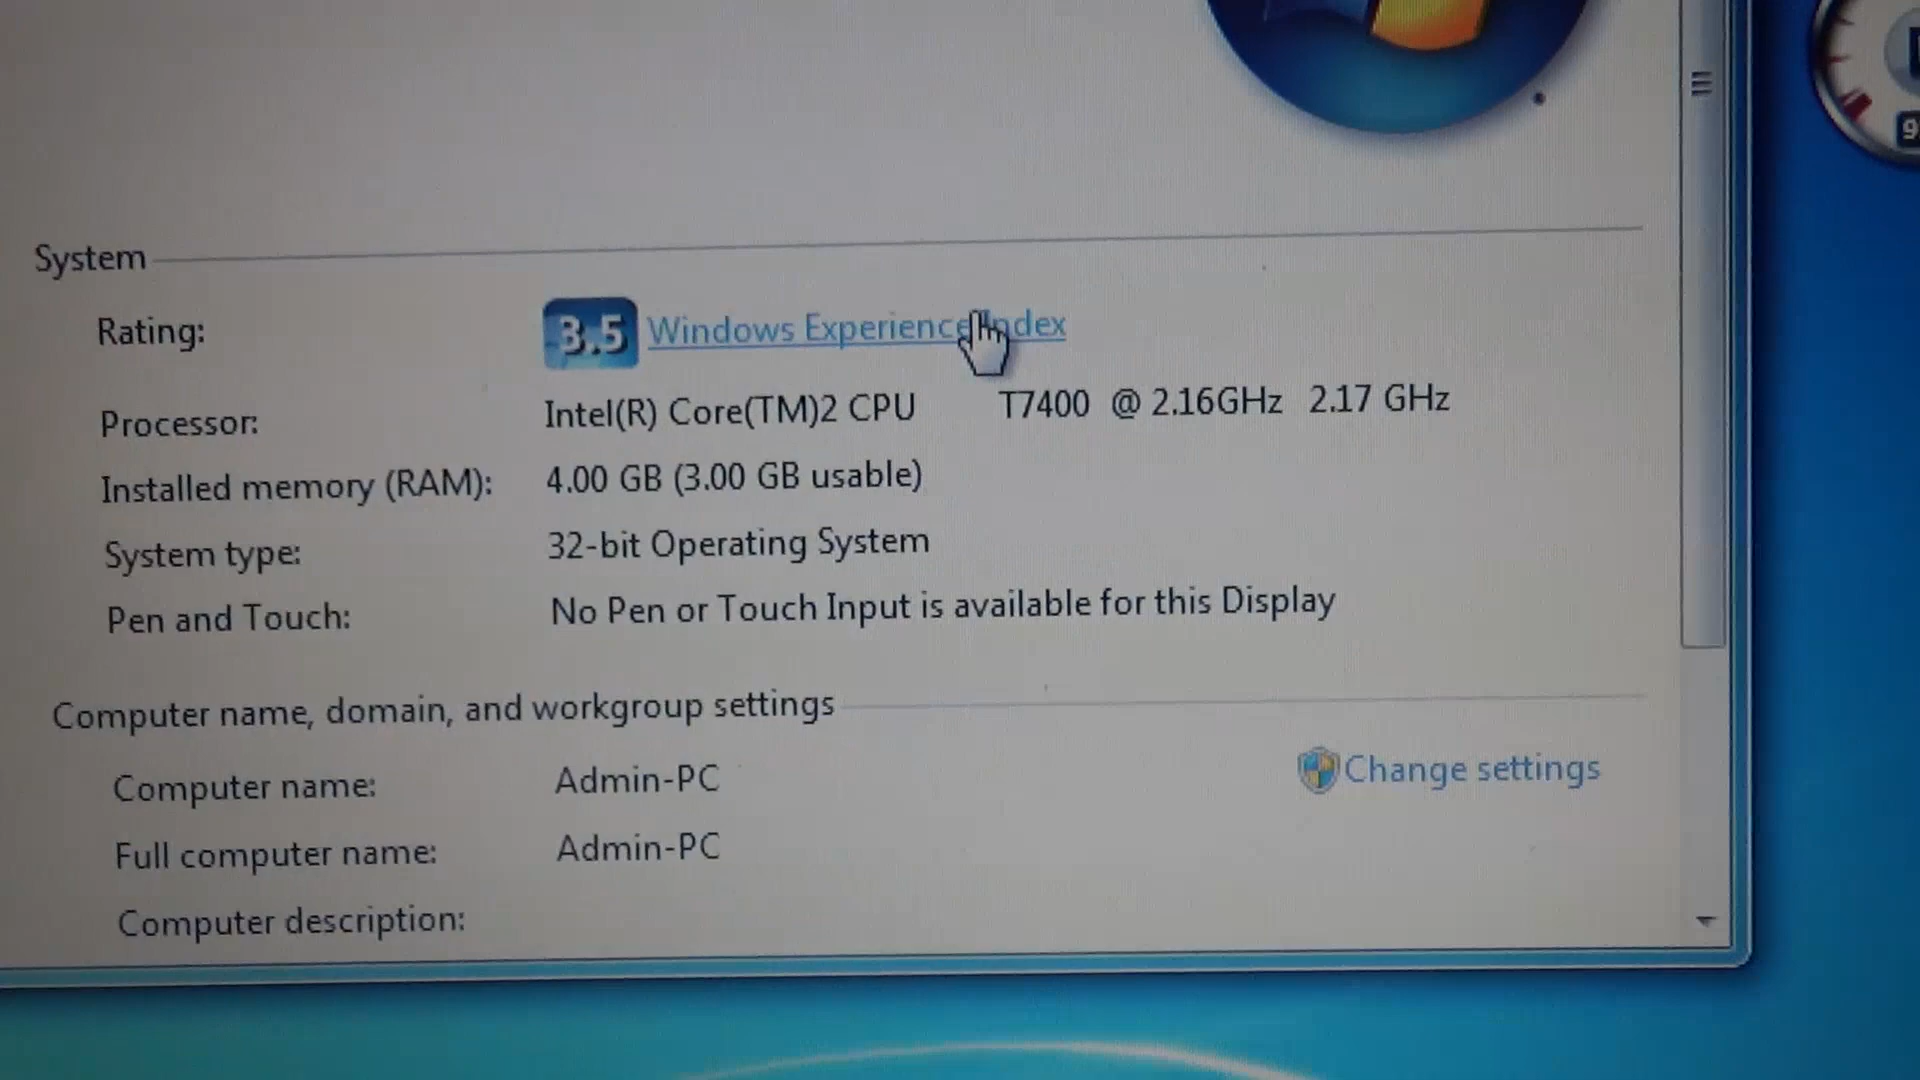 System
Rating: 3.5 Windows Experience Index
Processor: Intel(R) Core(TM)2 CPU T7400 @ 2.16GHz 2.17 GHz
Installed memory (RAM): 4.00 GB (3.00 GB usable)
System type: 32-bit Operating System
Pen and Touch: No Pen or Touch Input is available for this Display
Computer name, domain, and workgroup settings
Computer name: Admin-PC Change settings
Full computer name: Admin-PC
Computer description: